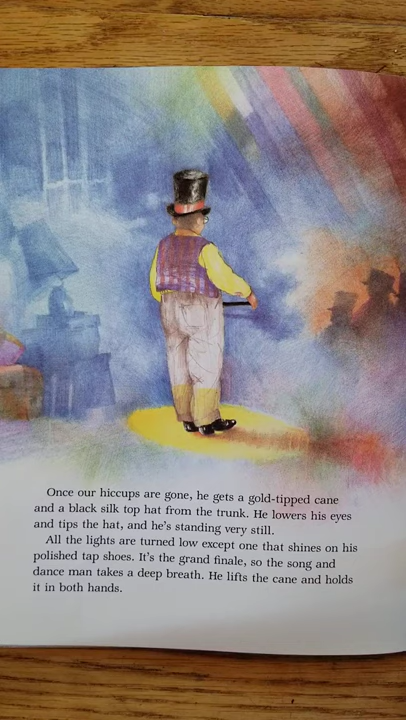 Once our hiccups are gone, he gets a gold-tipped cane
and a black silk top hat from the trunk. He lowers his eyes
and tips the hat, and he's standing very still.
All the lights are turned low except one that shines on his
polished tap shoes. It's the grand finale, so the song and
dance man takes a deep breath. He lifts the cane and holds
it in both hands.